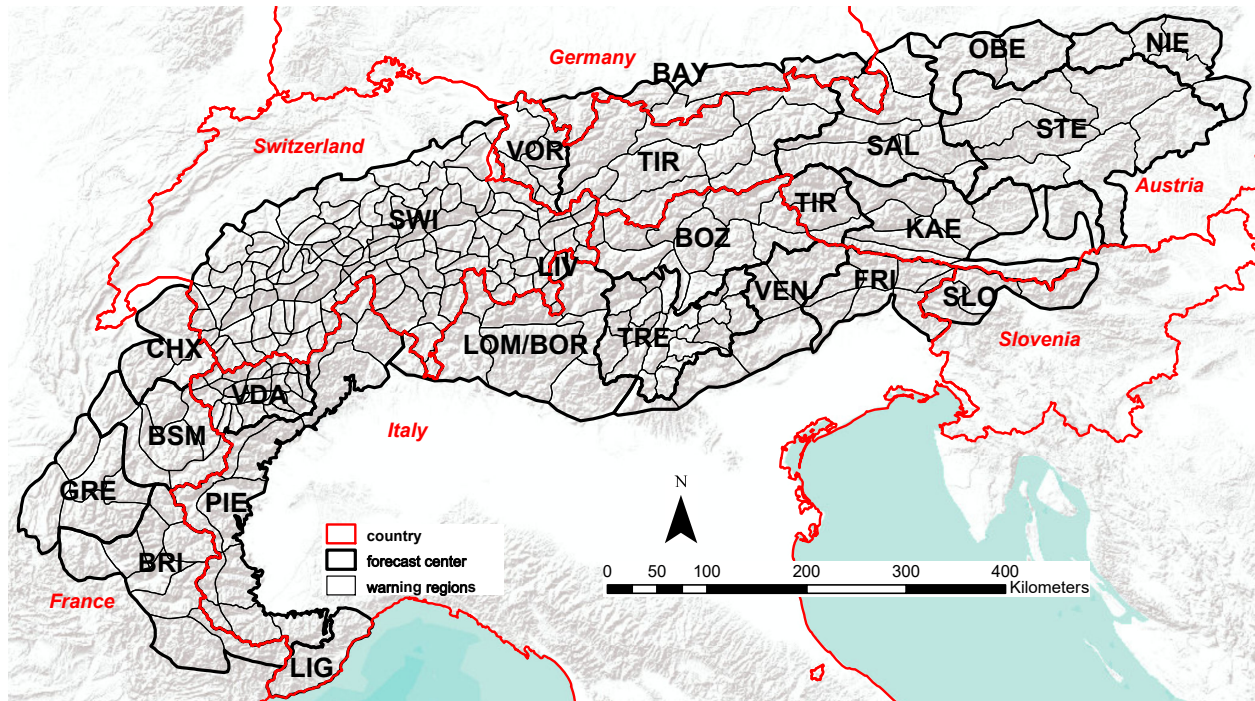 OBE
NIE
Germany
BAY
STE
Switzerland
VOR
TIR
SAL
Austria
SWI
TIR
KAE
BOZ
LIV
VEN
FRI
SLO
Slovenia
CHX
LOM/BOR
TRE
VDA
BSM
Italy
GRE
PIE
N
country
forecast center
warning regions
BRI
0 50 100 200 300 400
Kilometers
France
LIG